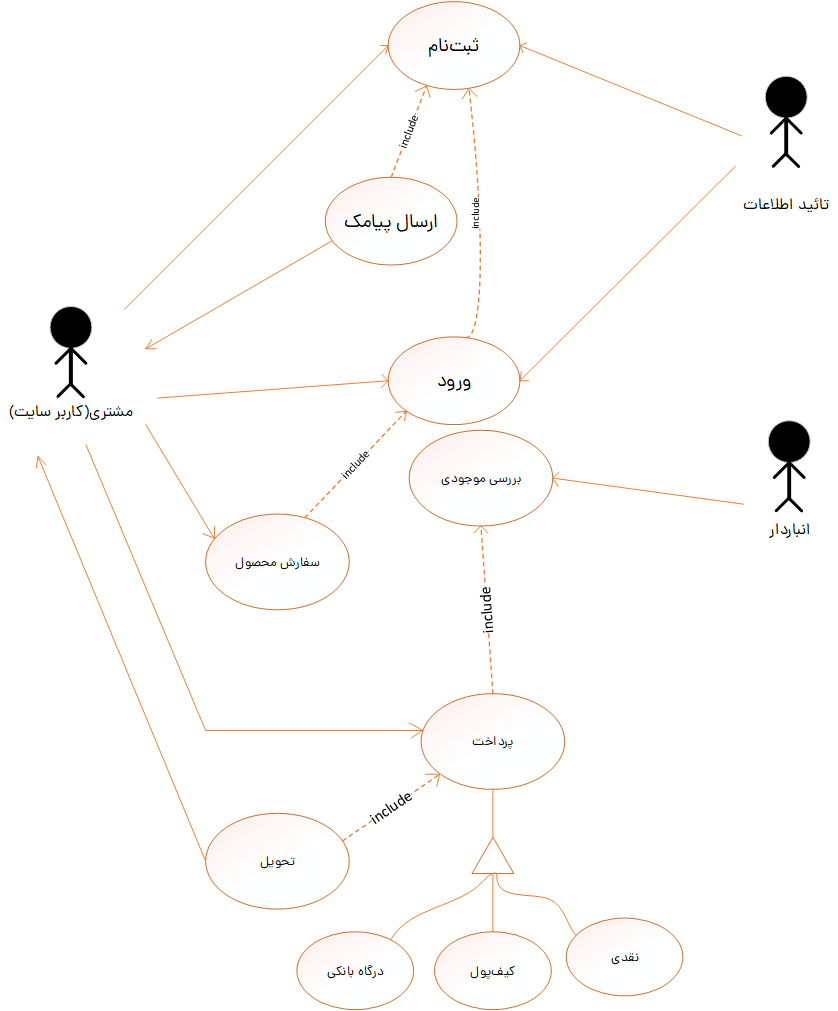 ثبت‌نام
include
ارسال پیامک
include
تائید اطلاعات
ورود
مشتری(کاربر سایت)
include
بررسی موجودی
انباردار
سفارش محصول
include
پرداخت
include
تحویل
نقدی
کیف‌پول
درگاه بانکی